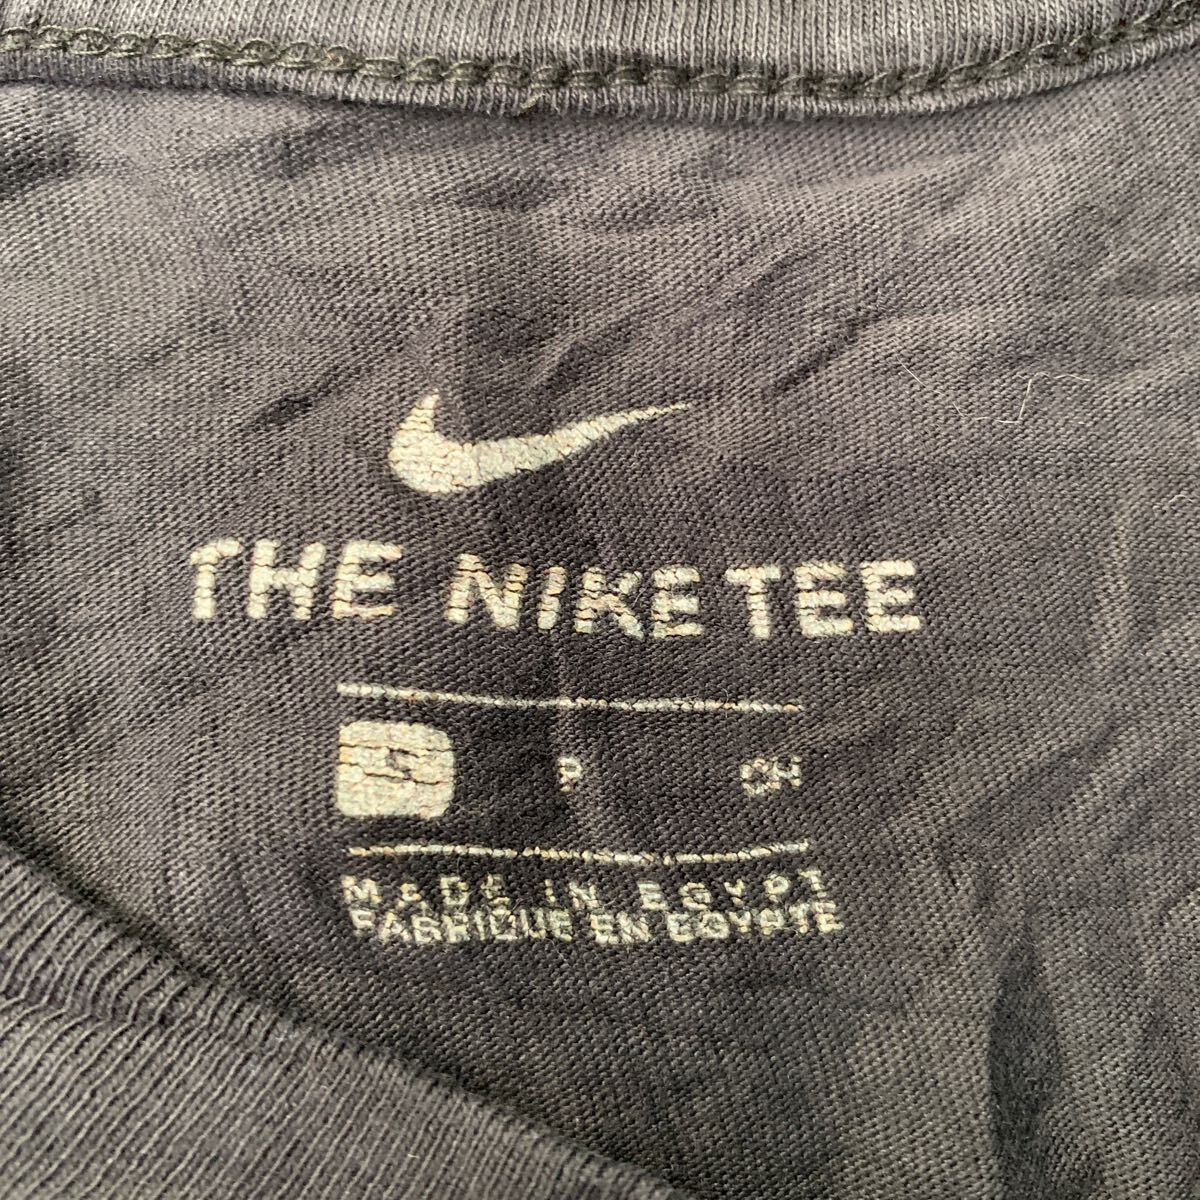 THE NIKE TEE
S P CH
MADE IN EGYPT
FABRIQUE EN EGYPTE